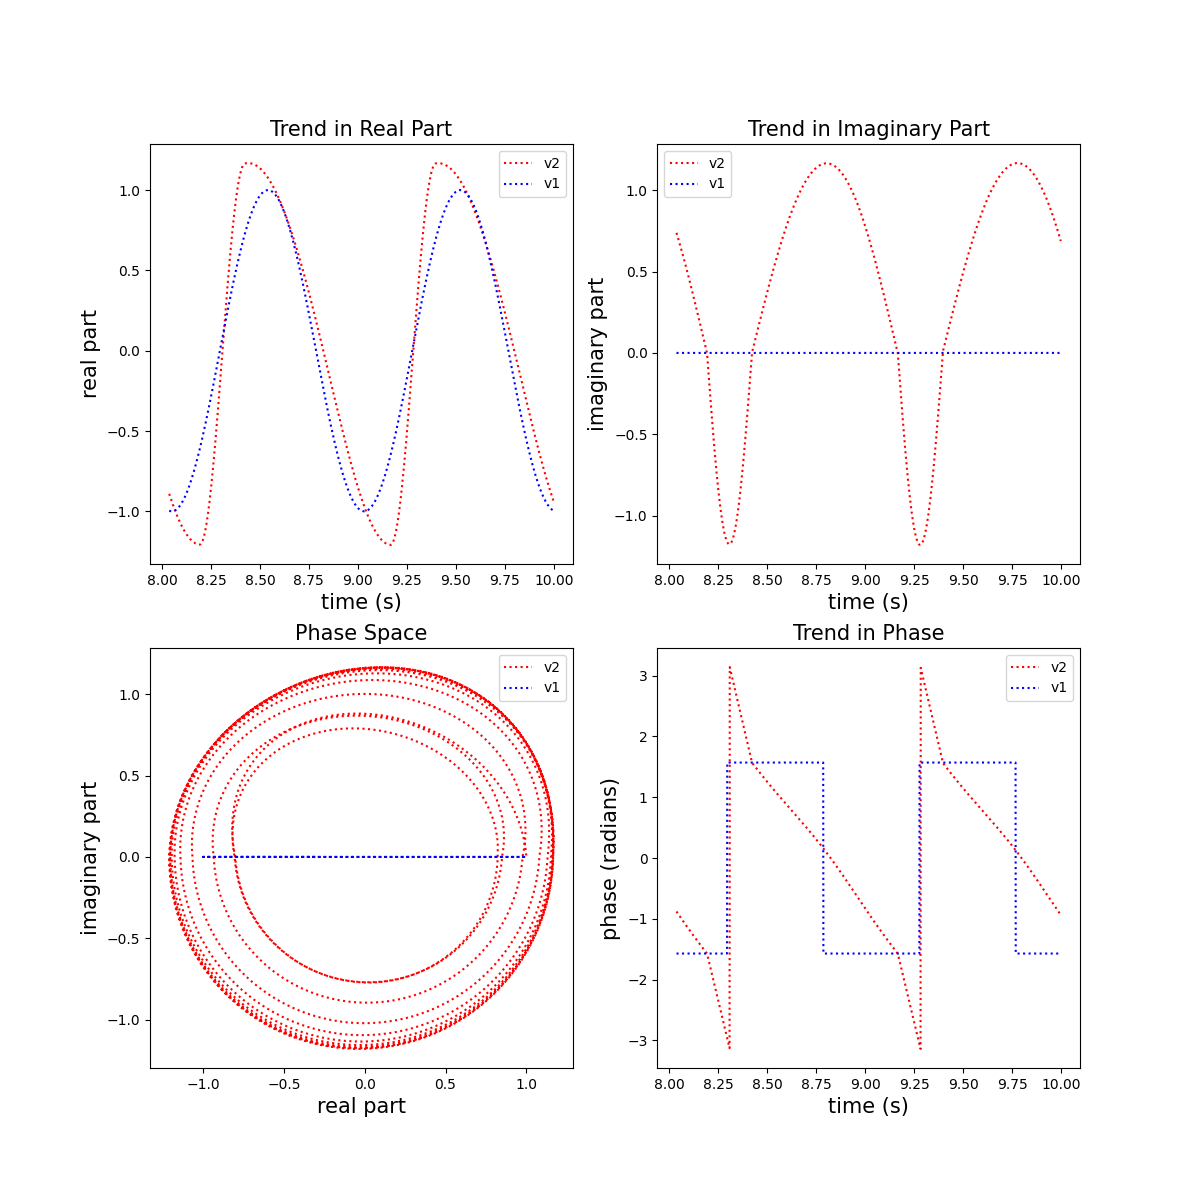 Trend in Real Part
v2
v1
1.0
0.5
0.0
−0.5
−1.0
real part
8.00 8.25 8.50 8.75 9.00 9.25 9.50 9.75 10.00
time (s)
Trend in Imaginary Part
v2
v1
1.0
0.5
0.0
−0.5
−1.0
imaginary part
8.00 8.25 8.50 8.75 9.00 9.25 9.50 9.75 10.00
time (s)
Phase Space
v2
v1
1.0
0.5
0.0
−0.5
−1.0
imaginary part
−1.0 −0.5 0.0 0.5 1.0
real part
Trend in Phase
v2
v1
3
2
1
0
−1
−2
−3
phase (radians)
8.00 8.25 8.50 8.75 9.00 9.25 9.50 9.75 10.00
time (s)